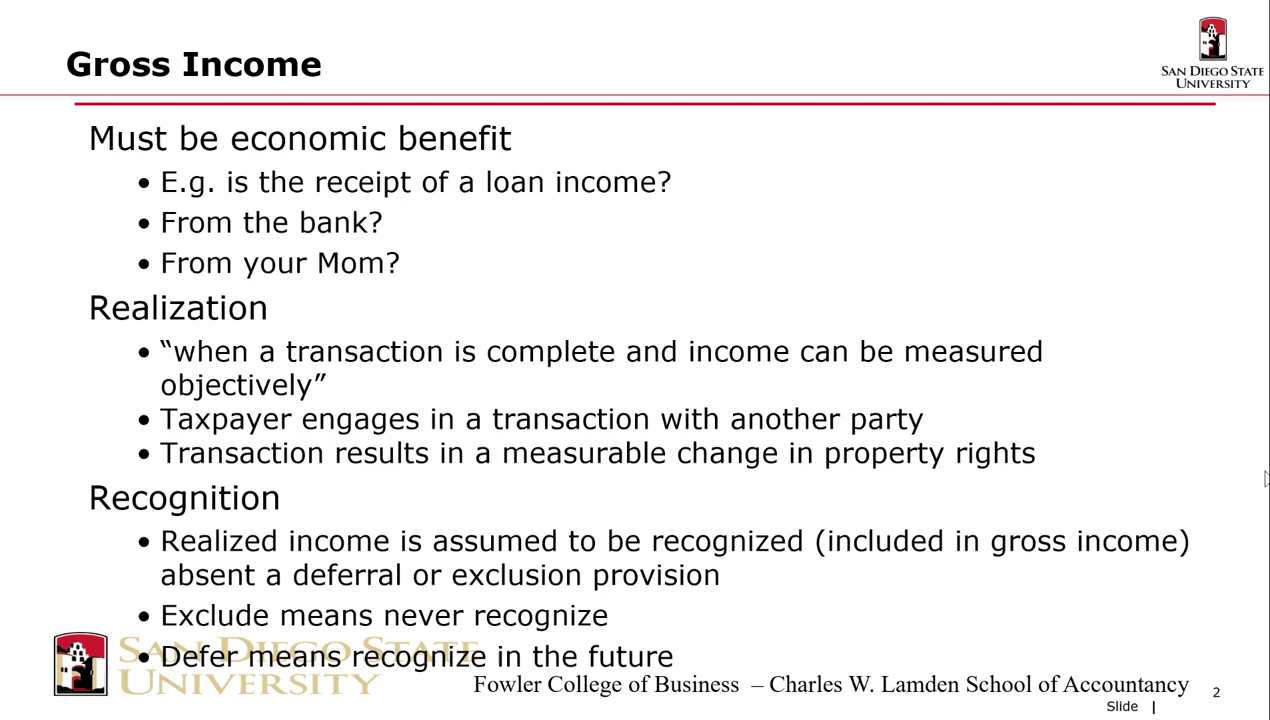 Gross Income
SAN DIEGO STATE
UNIVERSITY
Must be economic benefit
• E.g. is the receipt of a loan income?
• From the bank?
• From your Mom?
Realization
• “when a transaction is complete and income can be measured
objectively”
• Taxpayer engages in a transaction with another party
• Transaction results in a measurable change in property rights
Recognition
• Realized income is assumed to be recognized (included in gross income)
absent a deferral or exclusion provision
• Exclude means never recognize
SAN DIEGO STATE
• Defer means recognize in the future
UNIVERSITY
Fowler College of Business – Charles W. Lamden School of Accountancy
2
Slide |